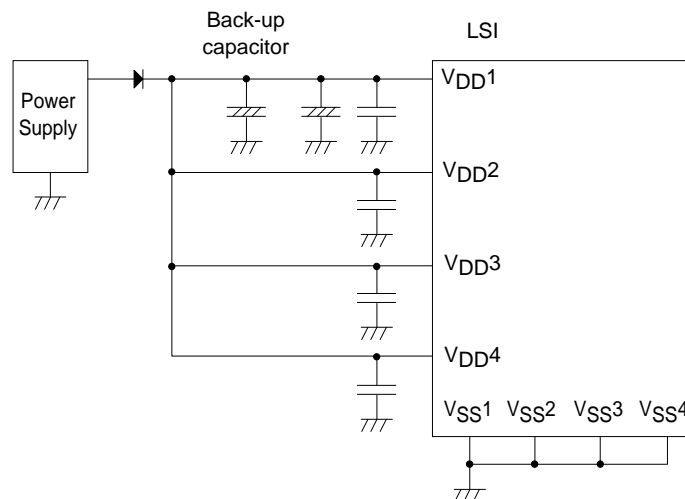 Back-up
capacitor
LSI
Power
Supply
VDD1
VDD2
VDD3
VDD4
VSS1 VSS2 VSS3 VSS4